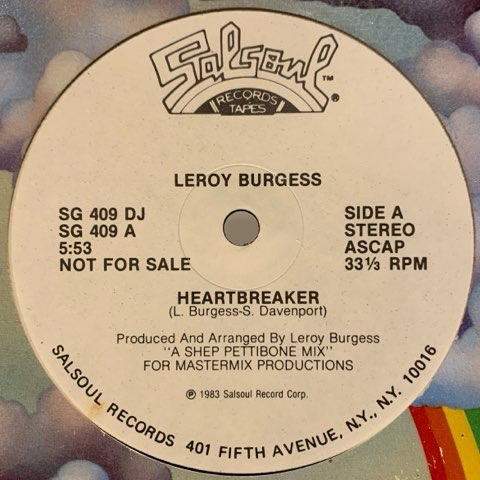 Salsoul ™
RECORDS ®
TAPES
LEROY BURGESS
SG 409 DJ
SG 409 A
5:53
NOT FOR SALE
SIDE A
STEREO
ASCAP
33⅓ RPM
HEARTBREAKER
(L. Burgess-S. Davenport)
Produced And Arranged By Leroy Burgess
"A SHEP PETTIBONE MIX"
FOR MASTERMIX PRODUCTIONS
℗ 1983 Salsoul Record Corp.
SALSOUL RECORDS 401 FIFTH AVENUE, N.Y., N.Y. 10016